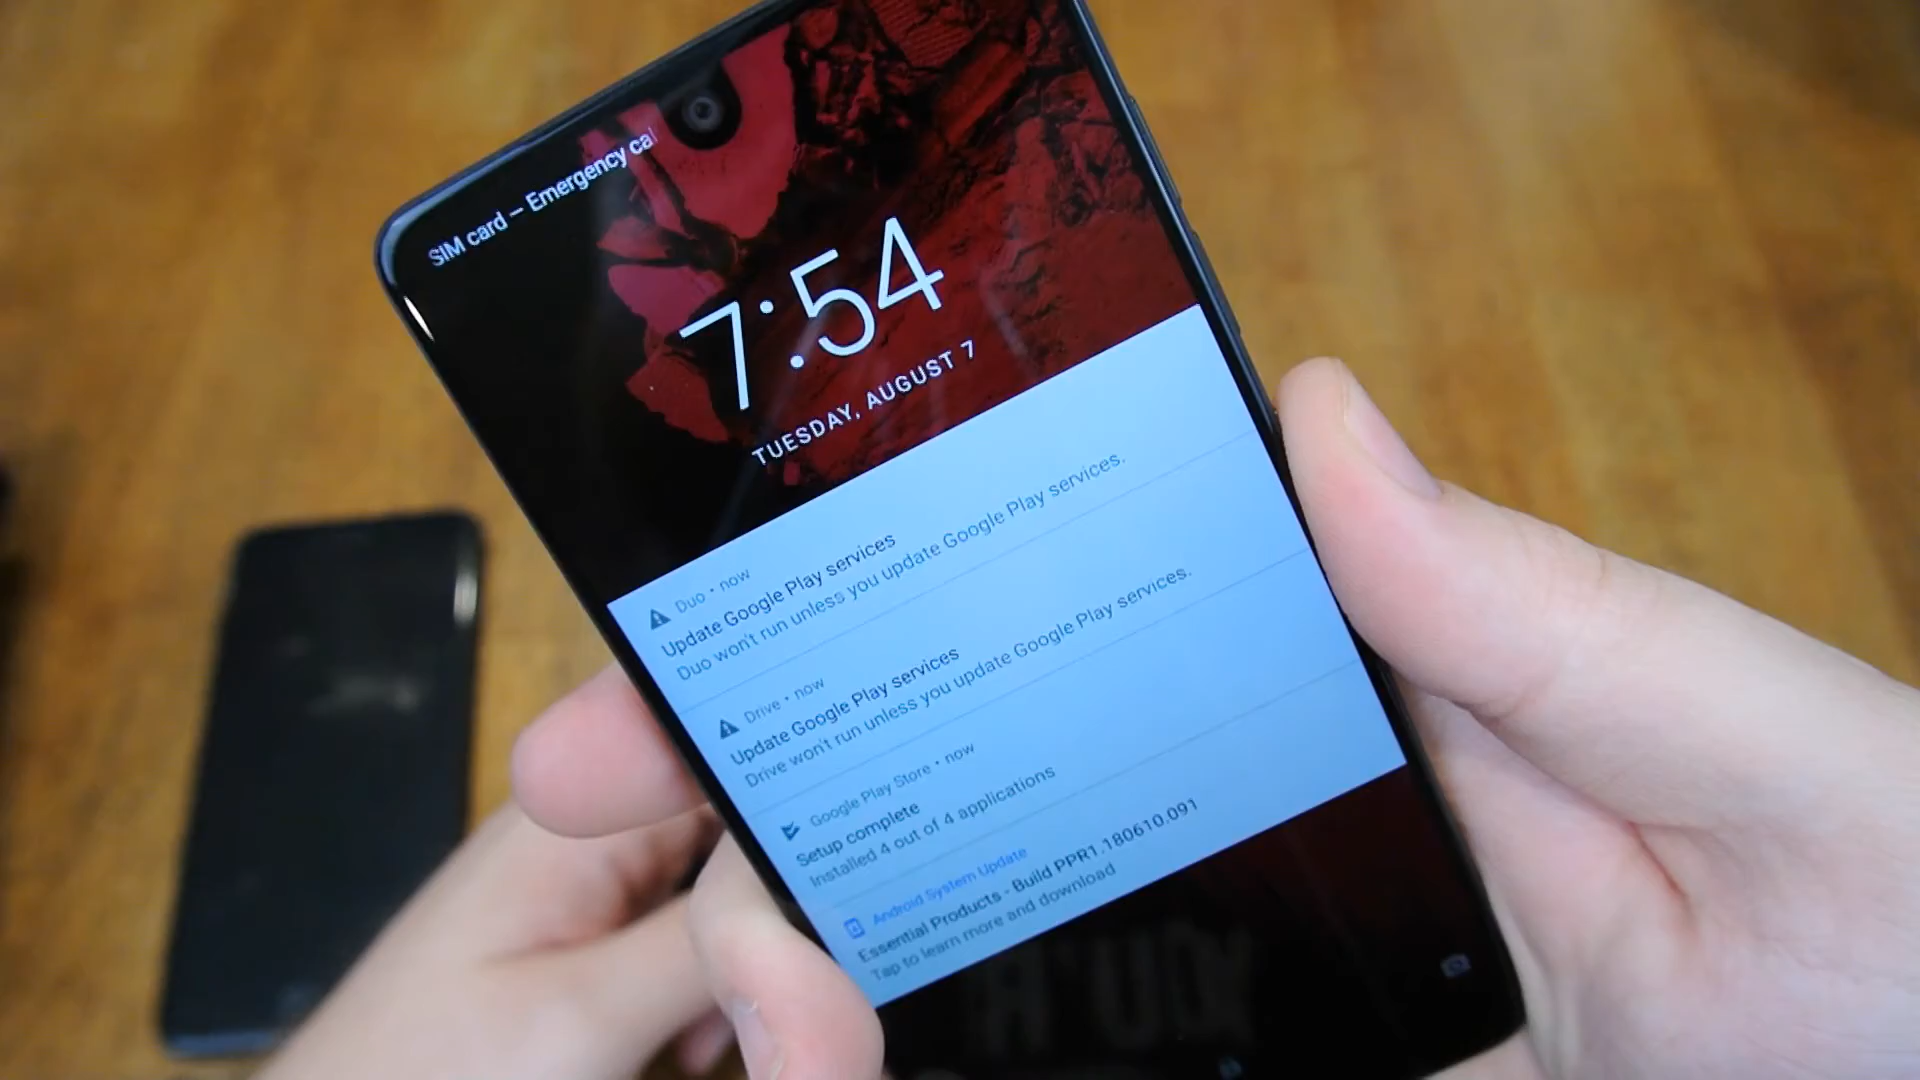 SIM card – Emergency cal
7:54
TUESDAY, AUGUST 7
Duo • now
Update Google Play services
Duo won't run unless you update Google Play services.
Drive • now
Update Google Play services
Drive won't run unless you update Google Play services.
Google Play Store • now
Setup complete
Installed 4 out of 4 applications
Android System Update
Essential Products - Build PPR1.180610.091
Tap to learn more and download